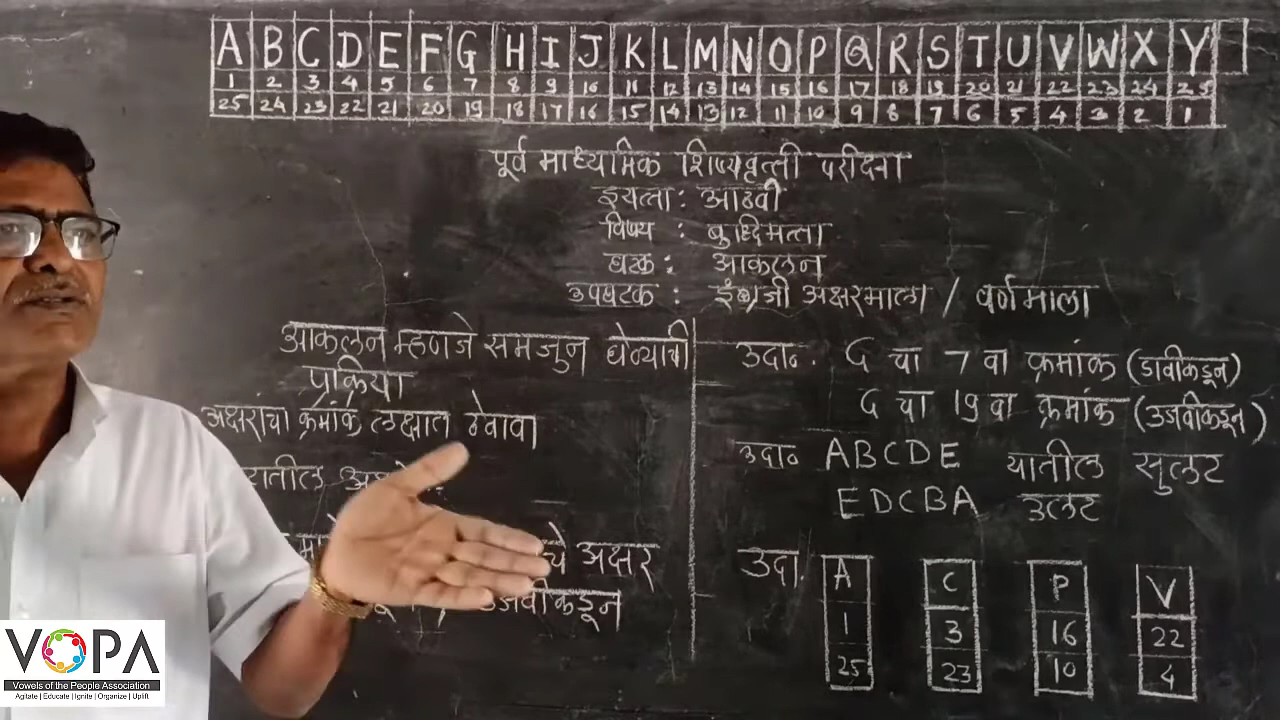 A B C D E F G H I J K L M N O P Q R S T U V W X Y
1 2 3 4 5 6 7 8 9 10 11 12 13 14 15 16 17 18 19 20 21 22 23 24 25
25 24 23 22 21 20 19 18 17 16 15 14 13 12 11 10 9 8 7 6 5 4 3 2 1
पूर्व माध्यमिक शिष्यवृत्ती परीक्षा
इयत्ता : आठवी
विषय : बुद्धिमत्ता
घटक : आकलन
उपघटक : इंग्रजी अक्षरमाला / वर्णमाला
आकलन म्हणजे समजुन घेण्याची
प्रक्रिया
अक्षरांचा क्रमांक लक्षात ठेवावा
चे अक्षर
उजवीकडून
उदा० G चा 7 वा क्रमांक (डावीकडून)
G चा 19 वा क्रमांक (उजवीकडून)
उदा० ABCDE यातील सुलट
EDCBA उलट
उदा. A C P V
1 3 16 22
25 23 10 4
VOPA
Vowels of the People Association
Agitate | Educate | Ignite | Organize | Uplift